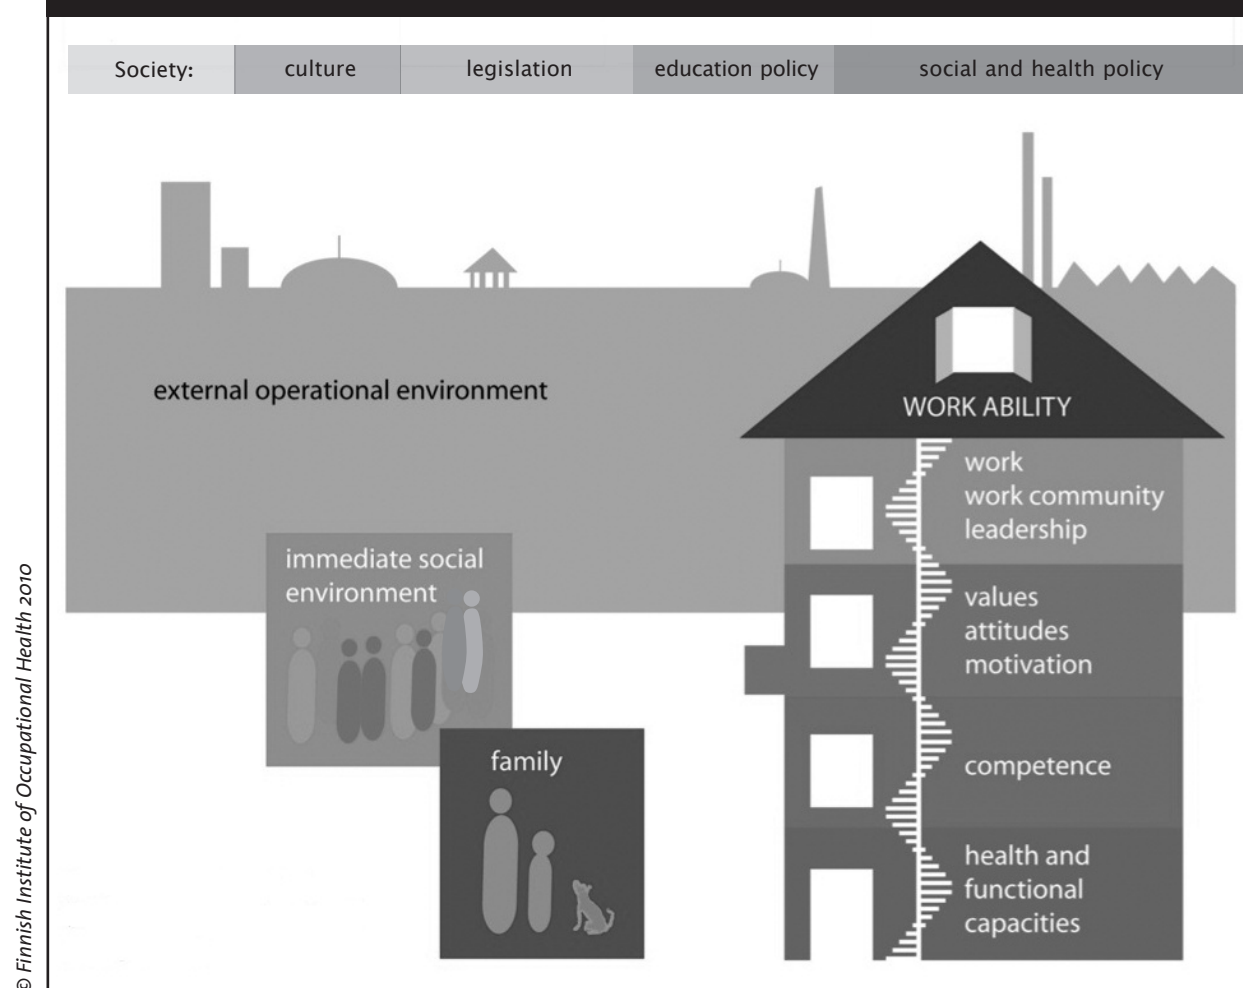 Society: culture legislation education policy social and health policy
external operational environment
WORK ABILITY
work
work community
leadership
immediate social
environment
values
attitudes
motivation
family
competence
health and
functional
capacities
© Finnish Institute of Occupational Health 2010